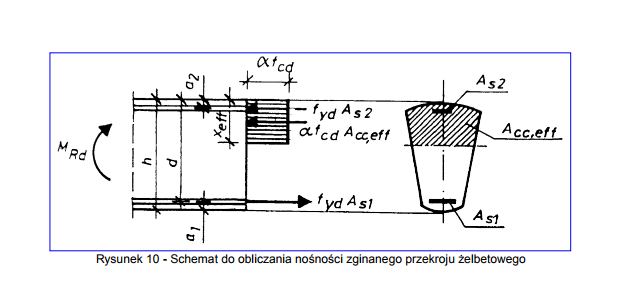 αfcd
a2
As2
fyd As2
xeff
αfcd Acc,eff
Acc,eff
MRd
h
d
fyd As1
As1
a1
Rysunek 10 - Schemat do obliczania nośności zginanego przekroju żelbetowego